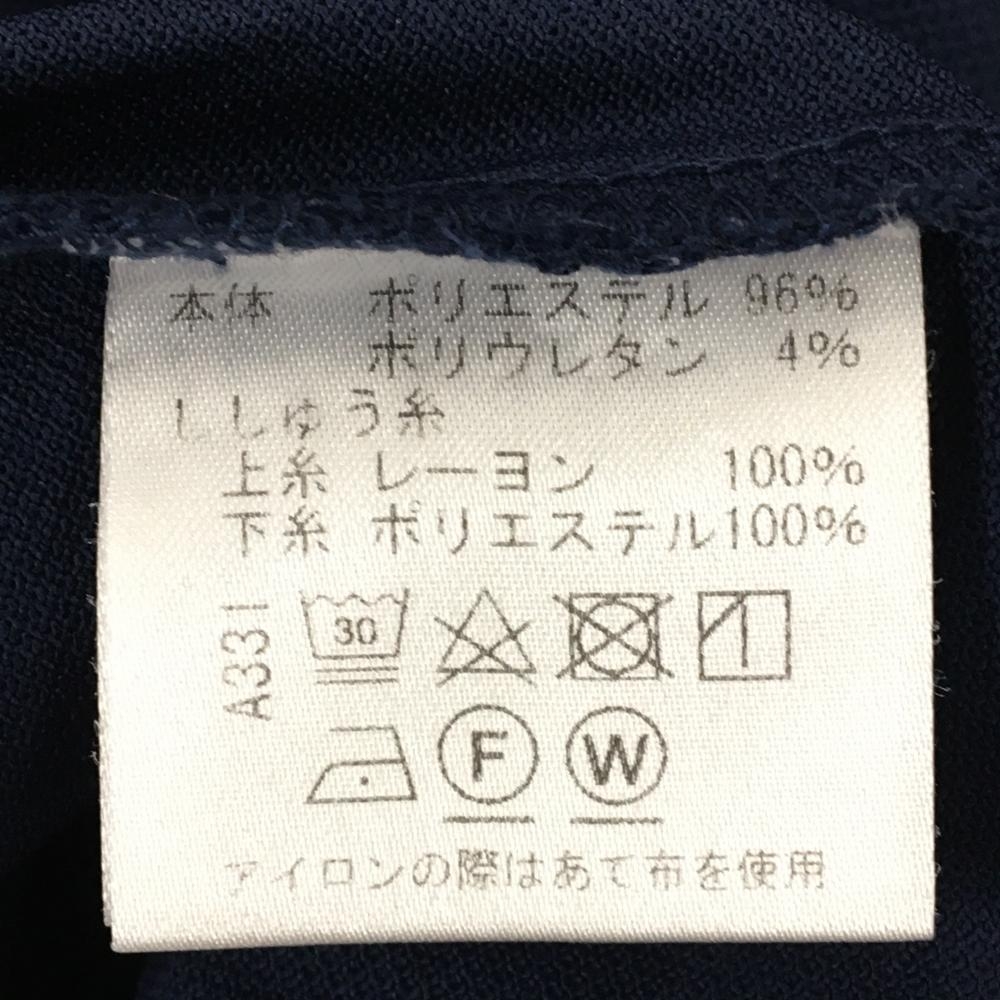 本体 ポリエステル 96%
ポリウレタン 4%
ししゅう糸
上糸 レーヨン 100%
下糸 ポリエステル100%
A331
30
F W
アイロンの際はあて布を使用